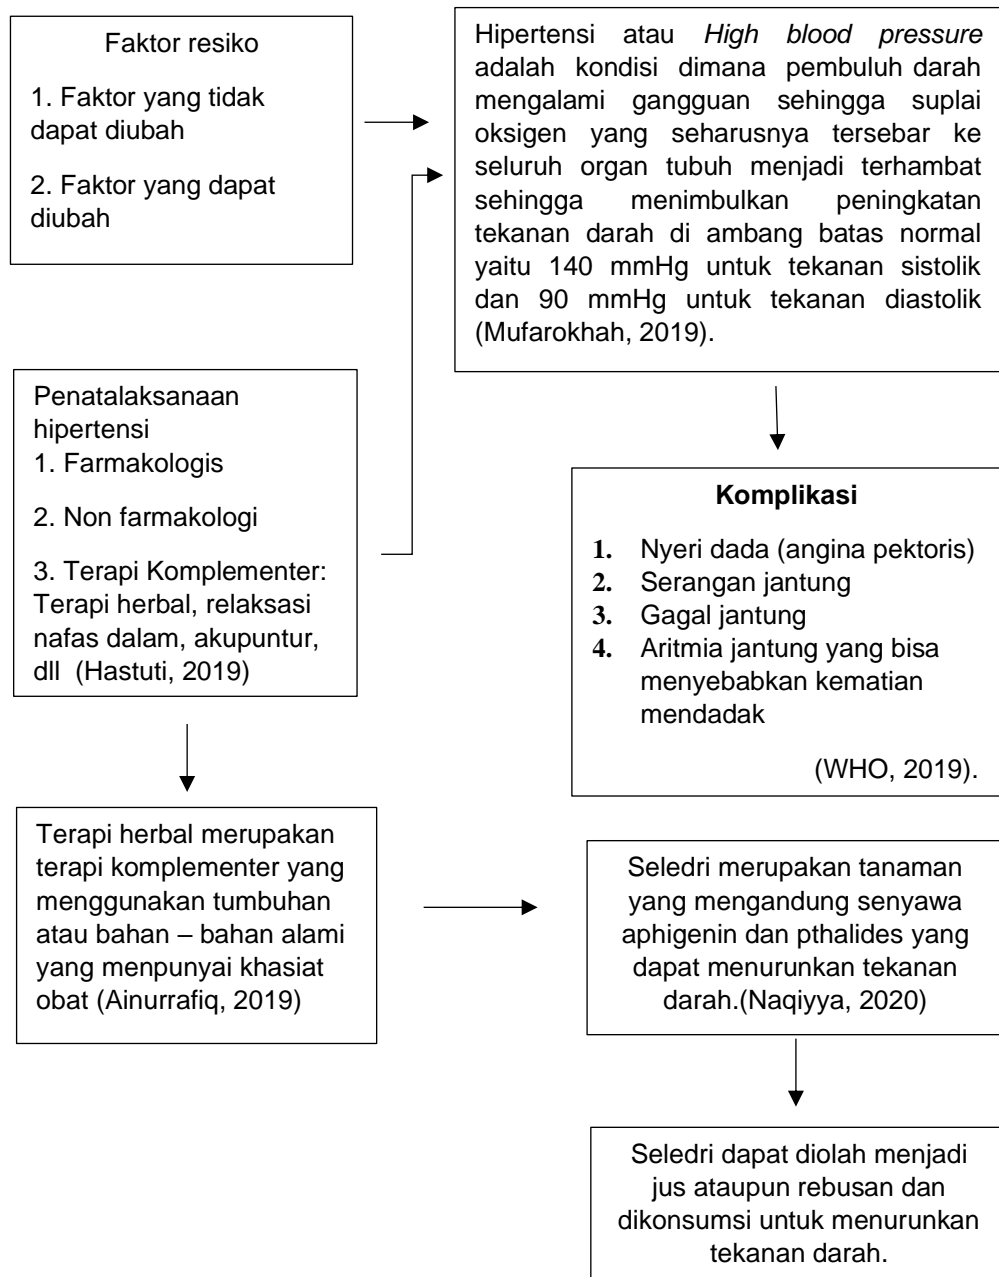 Faktor resiko
1. Faktor yang tidak
dapat diubah
2. Faktor yang dapat
diubah
Hipertensi atau High blood pressure
adalah kondisi dimana pembuluh darah
mengalami gangguan sehingga suplai
oksigen yang seharusnya tersebar ke
seluruh organ tubuh menjadi terhambat
sehingga menimbulkan peningkatan
tekanan darah di ambang batas normal
yaitu 140 mmHg untuk tekanan sistolik
dan 90 mmHg untuk tekanan diastolik
(Mufarokhah, 2019).
Penatalaksanaan
hipertensi
1. Farmakologis
2. Non farmakologi
3. Terapi Komplementer:
Terapi herbal, relaksasi
nafas dalam, akupuntur,
dll (Hastuti, 2019)
Komplikasi
1. Nyeri dada (angina pektoris)
2. Serangan jantung
3. Gagal jantung
4. Aritmia jantung yang bisa
menyebabkan kematian
mendadak
(WHO, 2019).
Terapi herbal merupakan
terapi komplementer yang
menggunakan tumbuhan
atau bahan – bahan alami
yang menpunyai khasiat
obat (Ainurrafiq, 2019)
Seledri merupakan tanaman
yang mengandung senyawa
aphigenin dan pthalides yang
dapat menurunkan tekanan
darah.(Naqiyya, 2020)
Seledri dapat diolah menjadi
jus ataupun rebusan dan
dikonsumsi untuk menurunkan
tekanan darah.